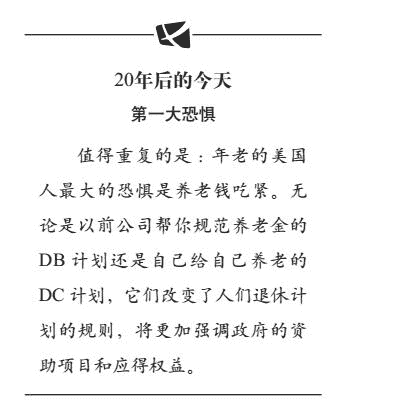 20年后的今天
第一大恐惧
值得重复的是：年老的美国
人最大的恐惧是养老钱吃紧。无
论是以前公司帮你规范养老金的
DB 计划还是自己给自己养老的
DC 计划，它们改变了人们退休计
划的规则，将更加强调政府的资
助项目和应得权益。